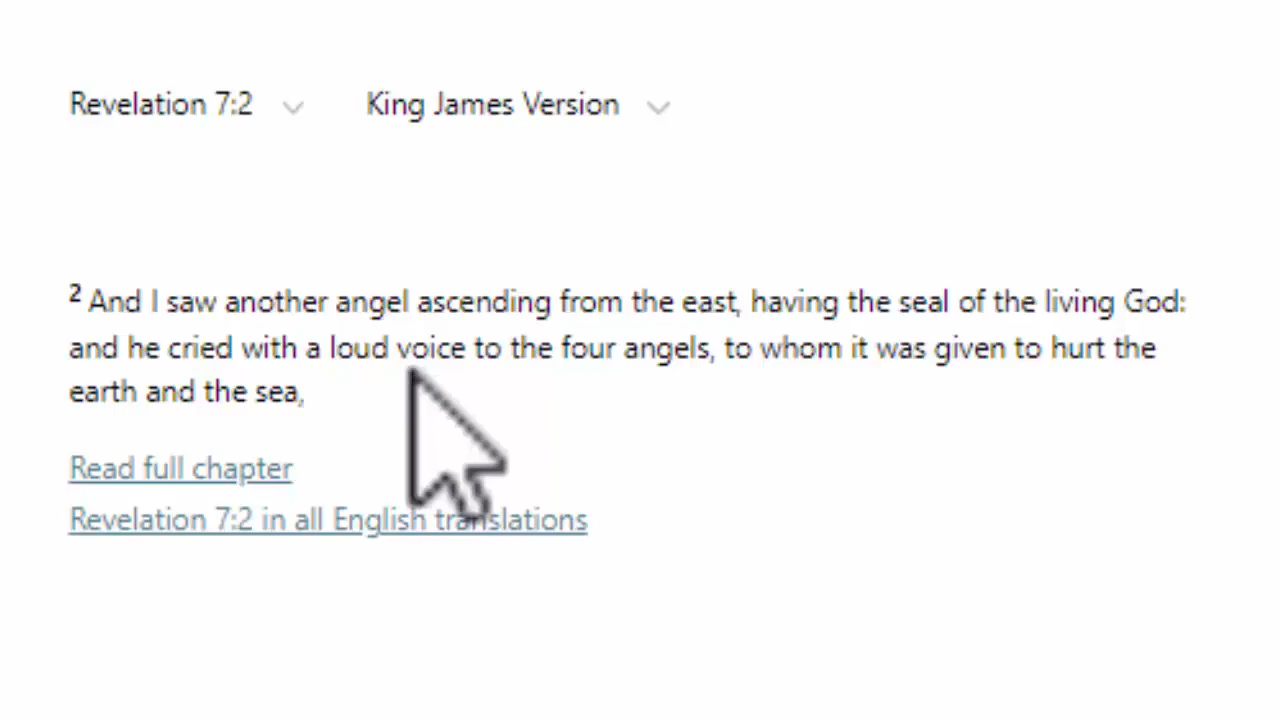 Revelation 7:2 King James Version
2 And I saw another angel ascending from the east, having the seal of the living God:
and he cried with a loud voice to the four angels, to whom it was given to hurt the
earth and the sea,
Read full chapter
Revelation 7:2 in all English translations